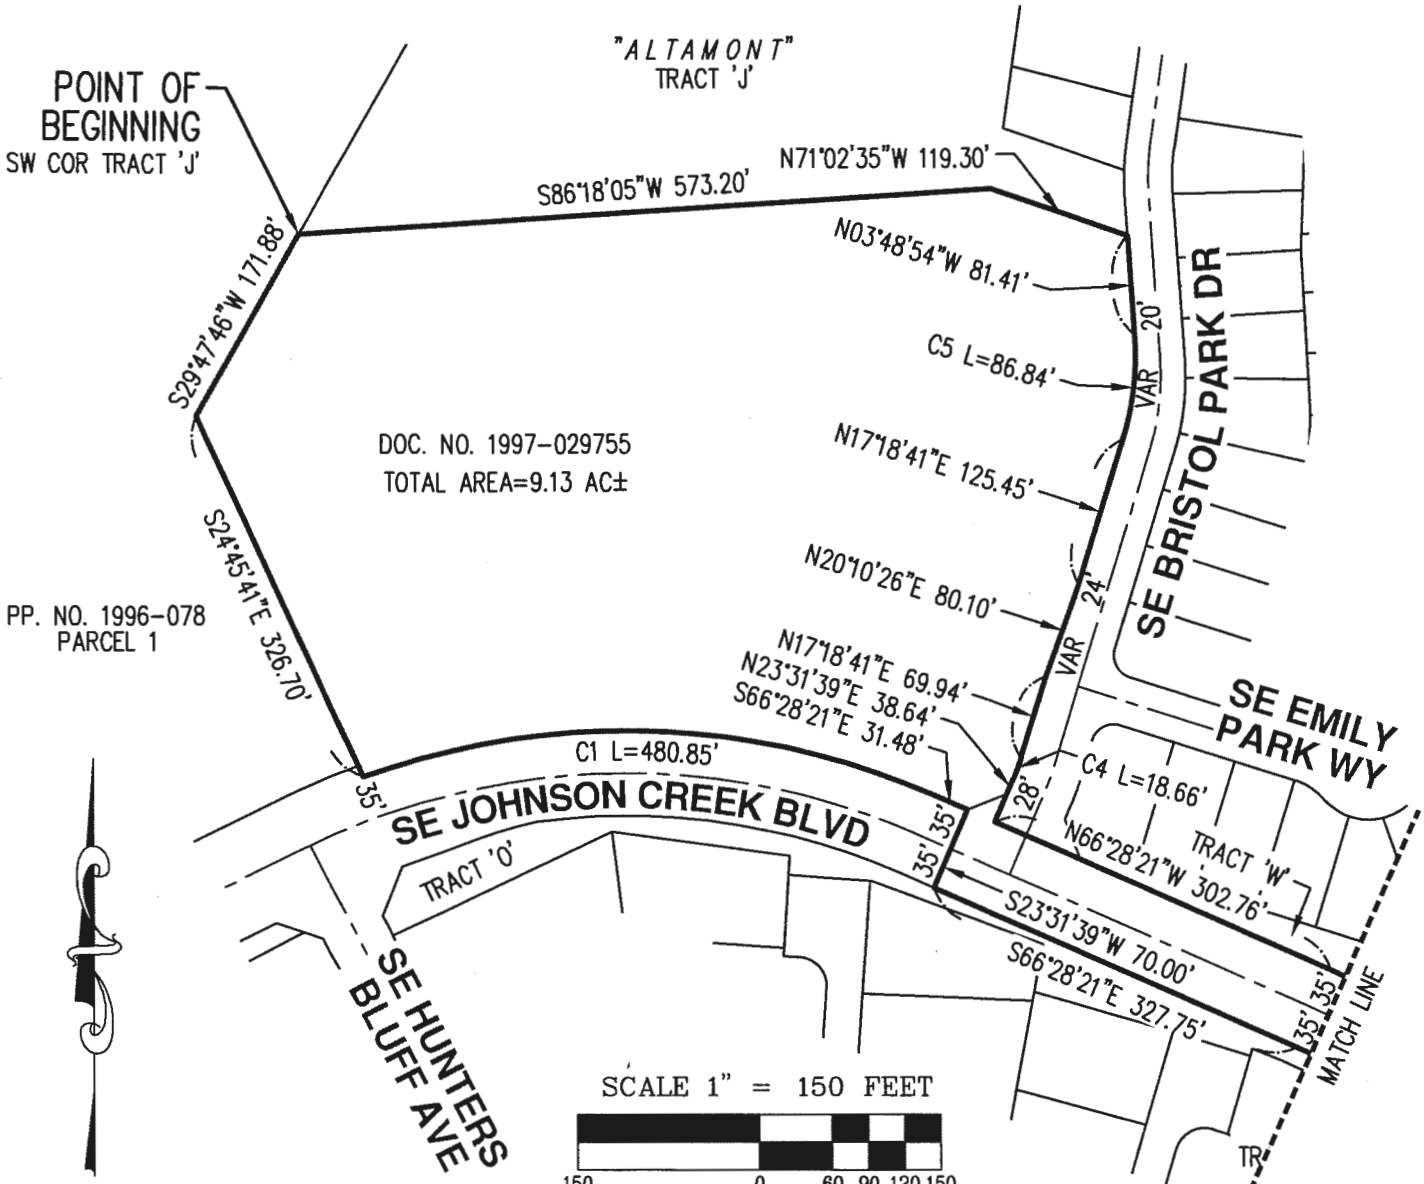 "ALTAMONT"
TRACT 'J'
POINT OF
BEGINNING
SW COR TRACT 'J'
N71°02'35"W 119.30'
S86°18'05"W 573.20'
S29°47'46"W 171.88'
N03°48'54"W 81.41'
20'
SE BRISTOL PARK DR
C5 L=86.84'
VAR
DOC. NO. 1997-029755
TOTAL AREA=9.13 AC±
N17°18'41"E 125.45'
S24°45'41"E 326.70'
N20°10'26"E 80.10'
24'
PP. NO. 1996-078
PARCEL 1
VAR
N17°18'41"E 69.94'
N23°31'39"E 38.64'
S66°28'21"E 31.48'
SE EMILY
PARK WY
C1 L=480.85'
C4 L=18.66'
35'
28'
SE JOHNSON CREEK BLVD
35'
35'
N66°28'21"W 302.76'
TRACT 'W'
TRACT 'O'
S23°31'39"W 70.00'
S66°28'21"E 327.75'
35'
35'
MATCH LINE
SE HUNTERS
BLUFF AVE
SCALE 1" = 150 FEET
150 0 60 90 120 150
TR